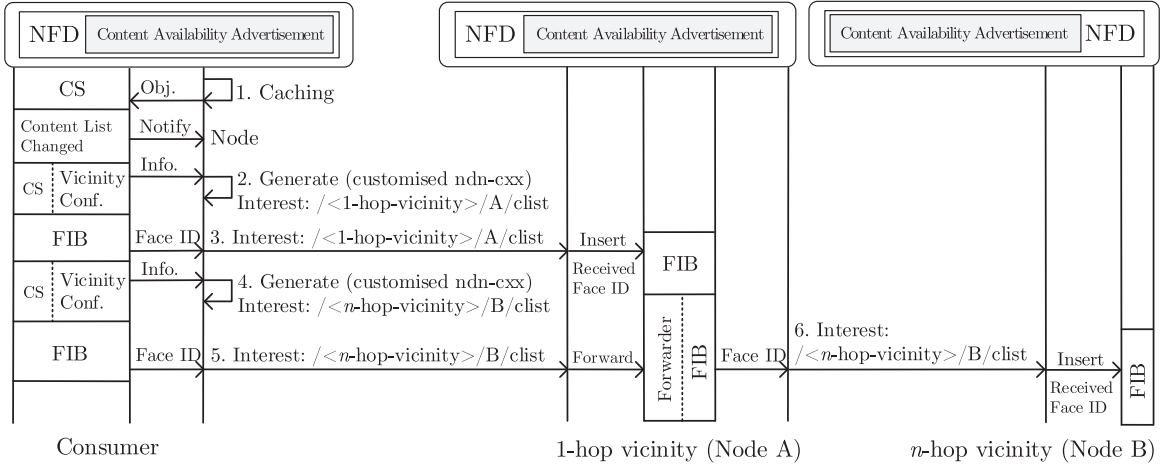 NFD Content Availability Advertisement
NFD Content Availability Advertisement
Content Availability Advertisement NFD
CS
Obj.
1. Caching
Content List
Changed
Notify
Node
CS
Vicinity
Conf.
Info.
2. Generate (customised ndn-cxx)
Interest: /<1-hop-vicinity>/A/clist
FIB
Face ID
3. Interest: /<1-hop-vicinity>/A/clist
Insert
Received
Face ID
FIB
CS
Vicinity
Conf.
Info.
4. Generate (customised ndn-cxx)
Interest: /<n-hop-vicinity>/B/clist
FIB
Face ID
5. Interest: /<n-hop-vicinity>/B/clist
Forward
Forwarder
FIB
Face ID
6. Interest:
/<n-hop-vicinity>/B/clist
Insert
Received
Face ID
FIB
Consumer
1-hop vicinity (Node A)
n-hop vicinity (Node B)